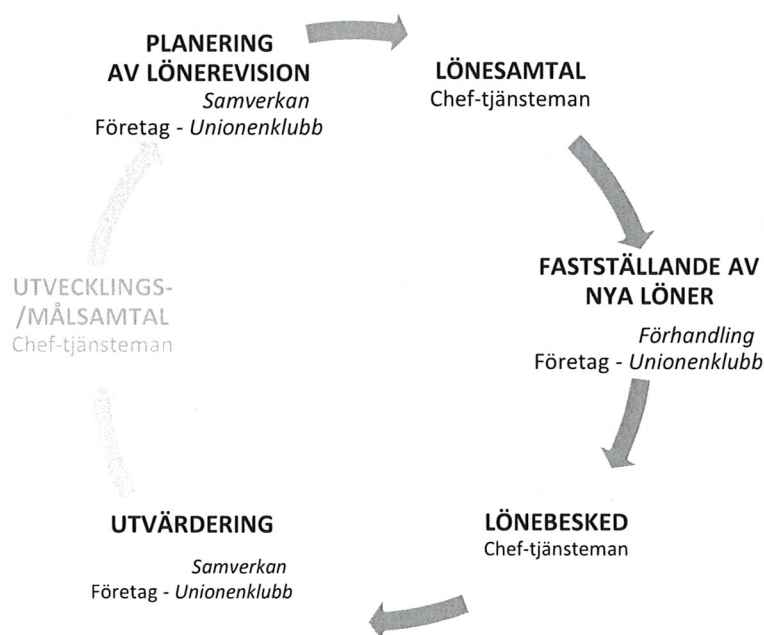 PLANERING
AV LÖNEREVISION
Samverkan
Företag - Unionenklubb
LÖNESAMTAL
Chef-tjänsteman
FASTSTÄLLANDE AV
NYA LÖNER
Förhandling
Företag - Unionenklubb
LÖNEBESKED
Chef-tjänsteman
UTVÄRDERING
Samverkan
Företag - Unionenklubb
UTVECKLINGS-
/MÅLSAMTAL
Chef-tjänsteman